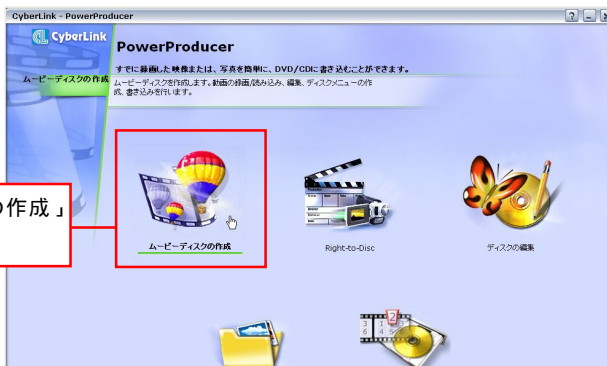 CyberLink - PowerProducer
CyberLink
PowerProducer
すでに録画した映像または、写真を簡単に、DVD/CDに書き込むことができます。
ムービーディスクの作成
ムービーディスクを作成します。動画の録画/読み込み、編集、ディスクメニューの作
成、書き込みを行います。
の作成」
ムービーディスクの作成
Right-to-Disc
ディスクの編集